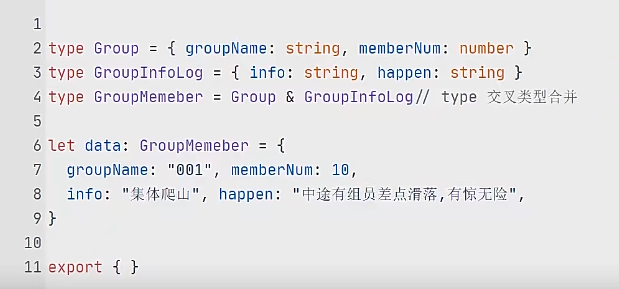 1
2 type Group = { groupName: string, memberNum: number }
3 type GroupInfoLog = { info: string, happen: string }
4 type GroupMemeber = Group & GroupInfoLog// type 交叉类型合并
5
6 let data: GroupMemeber = {
7   groupName: "001", memberNum: 10,
8   info: "集体爬山", happen: "中途有组员差点滑落,有惊无险",
9 }
10
11 export { }